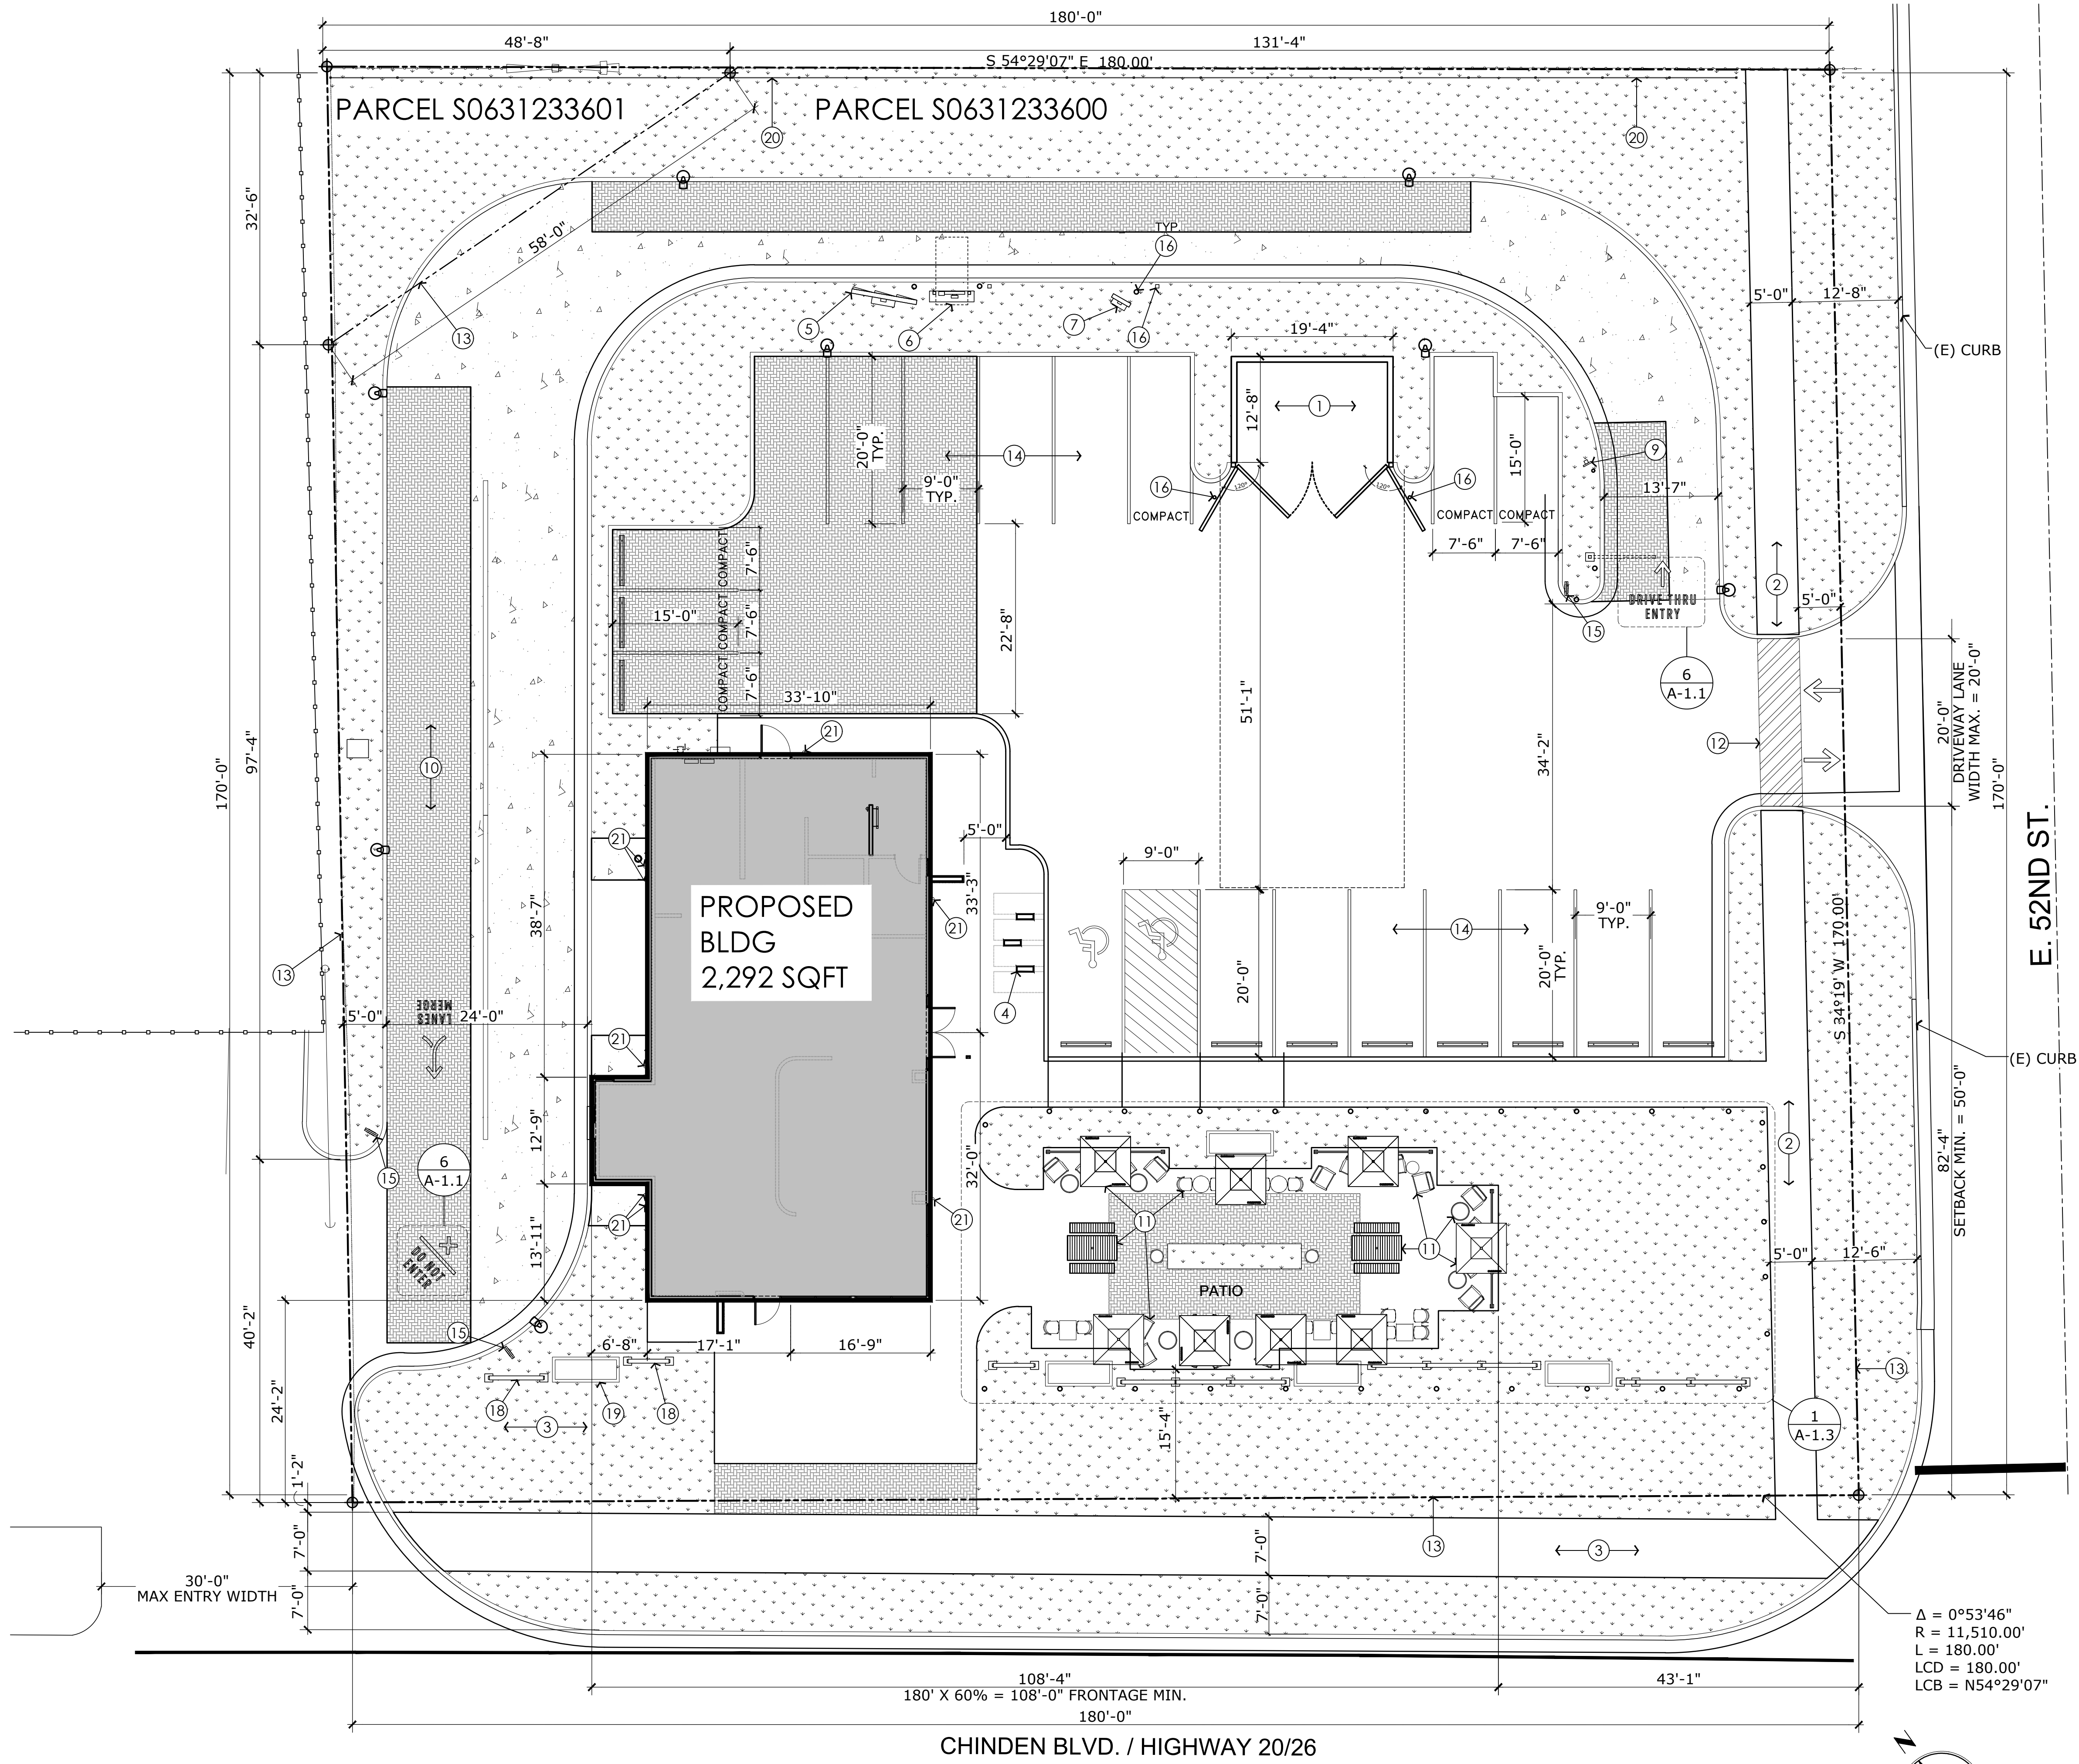 180'-0"
48'-8"
131'-4"
S 54°29'07" E  180.00'
PARCEL S0631233601
PARCEL S0631233600
20
20
32'-6"
58'-0"
TYP.
16
5'-0"
12'-8"
13
5
6
7
16
19'-4"
(E) CURB
12'-8"
1
20'-0"
TYP.
14
9'-0"
TYP.
15'-0"
9
16
120°
120°
16
13'-7"
COMPACT
COMPACT
COMPACT
7'-6"
7'-6"
COMPACT
7'-6"
2
15'-0"
COMPACT
7'-6"
22'-8"
DRIVE THRU
ENTRY
5'-0"
15
COMPACT
7'-6"
33'-10"
6
A-1.1
51'-1"
20'-0"
DRIVEWAY LANE
WIDTH MAX. = 20'-0"
170'-0"
97'-4"
170'-0"
21
34'-2"
12
10
E. 52ND ST.
21
5'-0"
9'-0"
38'-7"
33'-3"
PROPOSED
BLDG
2,292 SQFT
21
9'-0"
TYP.
14
S 34°19' W  170.00'
13
20'-0"
20'-0"
TYP.
LANES
MERGE
5'-0"
24'-0"
4
21
(E) CURB
12'-9"
2
15
6
A-1.1
32'-0"
82'-4"
SETBACK MIN. = 50'-0"
21
21
11
11
DO NOT
ENTER
13'-11"
5'-0"
12'-6"
PATIO
40'-2"
15
6'-8"
17'-1"
16'-9"
13
24'-2"
18
19
18
3
15'-4"
1
A-1.3
1'-2"
7'-0"
7'-0"
13
3
30'-0"
MAX ENTRY WIDTH
7'-0"
7'-0"
Δ = 0°53'46"
R = 11,510.00'
L = 180.00'
LCD = 180.00'
LCB = N54°29'07"
108'-4"
43'-1"
180' X 60% = 108'-0" FRONTAGE MIN.
180'-0"
CHINDEN BLVD. / HIGHWAY 20/26
N